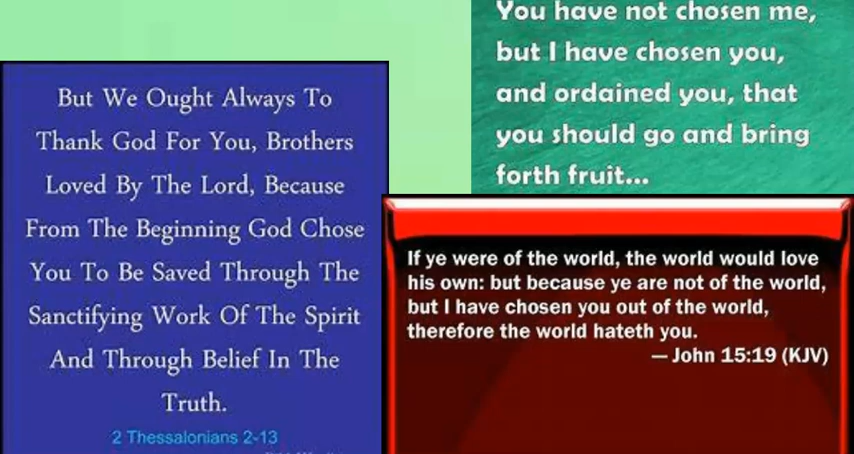 You have not chosen me,
but I have chosen you,
and ordained you, that
you should go and bring
forth fruit...
But We Ought Always To
Thank God For You, Brothers
Loved By The Lord, Because
From The Beginning God Chose
You To Be Saved Through The
Sanctifying Work Of The Spirit
And Through Belief In The
Truth.
2 Thessalonians 2-13
If ye were of the world, the world would love
his own: but because ye are not of the world,
but I have chosen you out of the world,
therefore the world hateth you.
— John 15:19 (KJV)